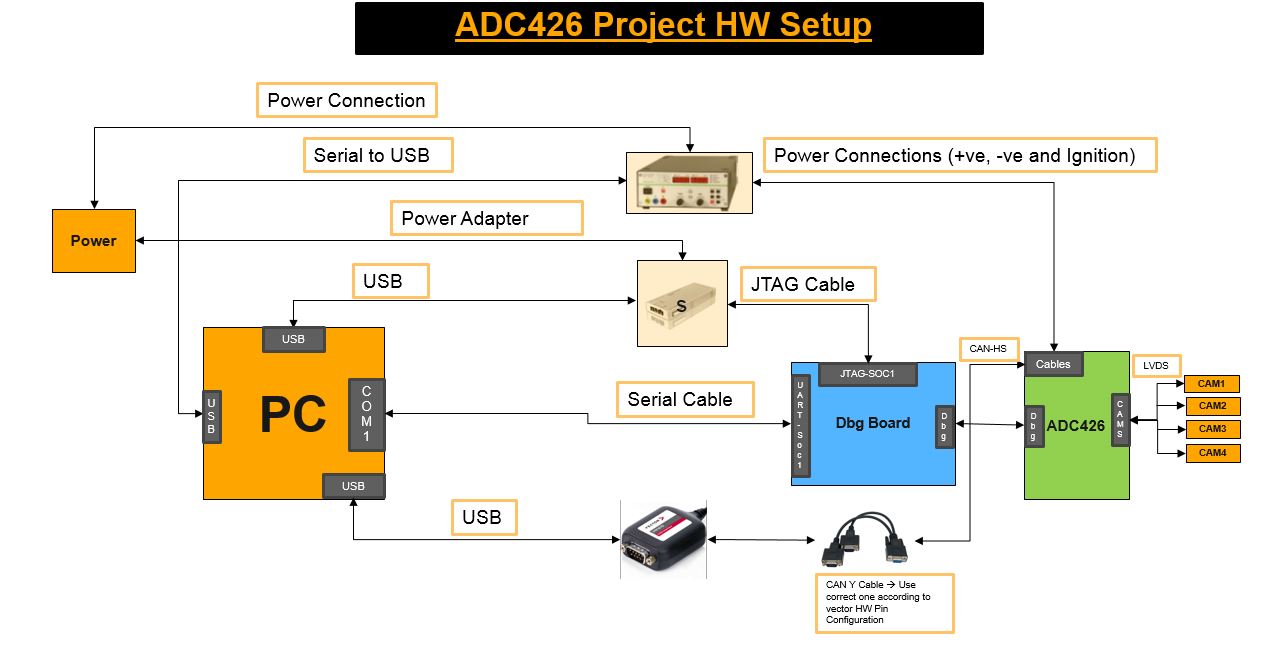 ADC426 Project HW Setup
Power Connection
Serial to USB
Power Connections (+ve, -ve and Ignition)
Power Adapter
Power
USB
JTAG Cable
S
USB
CAN-HS
Cables
LVDS
JTAG-SOC1
CAM1
CAM2
CAM3
CAM4
USB
PC
COM1
Serial Cable
UART-Soc1
Dbg Board
Dbg
Dbg
ADC426
CAMS
USB
USB
VECTOR
CAN Y Cable → Use
correct one according to
vector HW Pin
Configuration